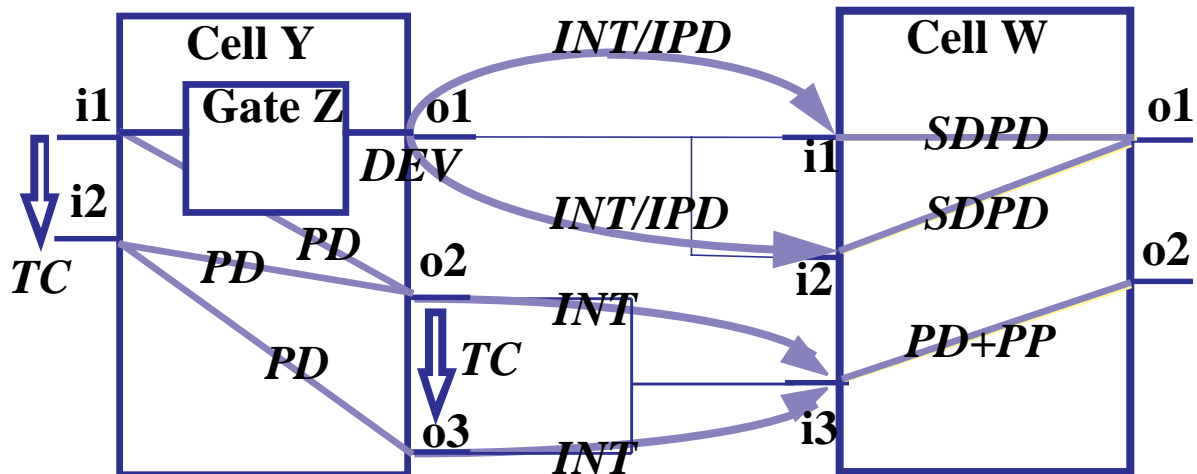 Cell Y
Cell W
INT/IPD
Gate Z
i1
o1
o1
SDPD
i1
DEV
i2
INT/IPD
SDPD
PD
o2
i2
o2
TC
PD
INT
PD+PP
PD
TC
i3
o3
INT